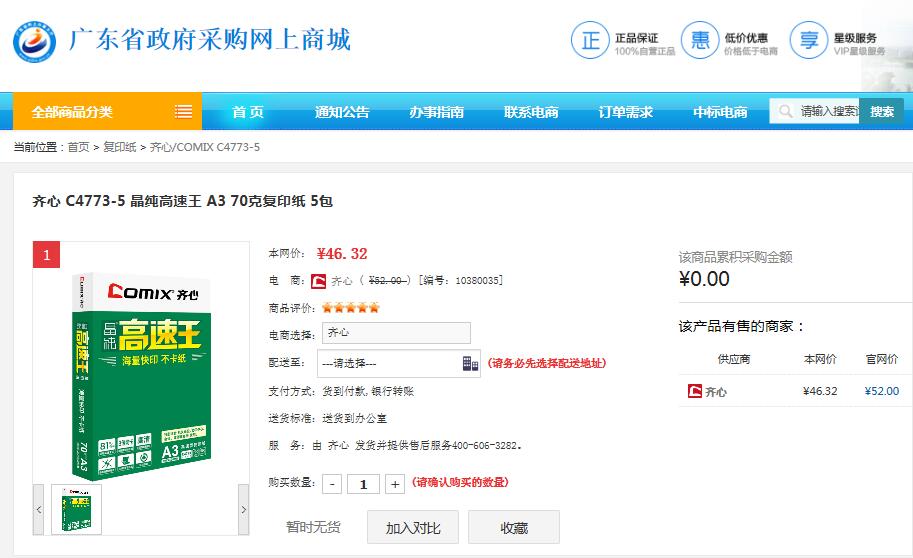 广东省政府采购网上商城
正 正品保证
100%自营正品
惠 低价优惠
价格低于电商
享 星级服务
VIP星级服务
全部商品分类 首页 通知公告 办事指南 联系电商 订单需求 中标电商 请输入搜索 搜索
当前位置：首页 > 复印纸 > 齐心/COMIX C4773-5
齐心 C4773-5 晶纯高速王 A3 70克复印纸 5包
1
COMIX 齐心
晶纯 高速王
海量快印 不卡纸
A3
70 A3
本网价： ¥46.32
电 商： 齐心 ( ¥52.00 ) [编号：10380035]
商品评价：
电商选择： 齐心
配送至： ---请选择--- (请务必先选择配送地址)
支付方式：货到付款,银行转账
送货标准：送货到办公室
服 务：由 齐心 发货并提供售后服务400-606-3282。
购买数量： - 1 + (请确认购买的数量)
< >
暂时无货 加入对比 收藏
该商品累积采购金额
¥0.00
该产品有售的商家：
供应商 本网价 官网价
齐心 ¥46.32 ¥52.00